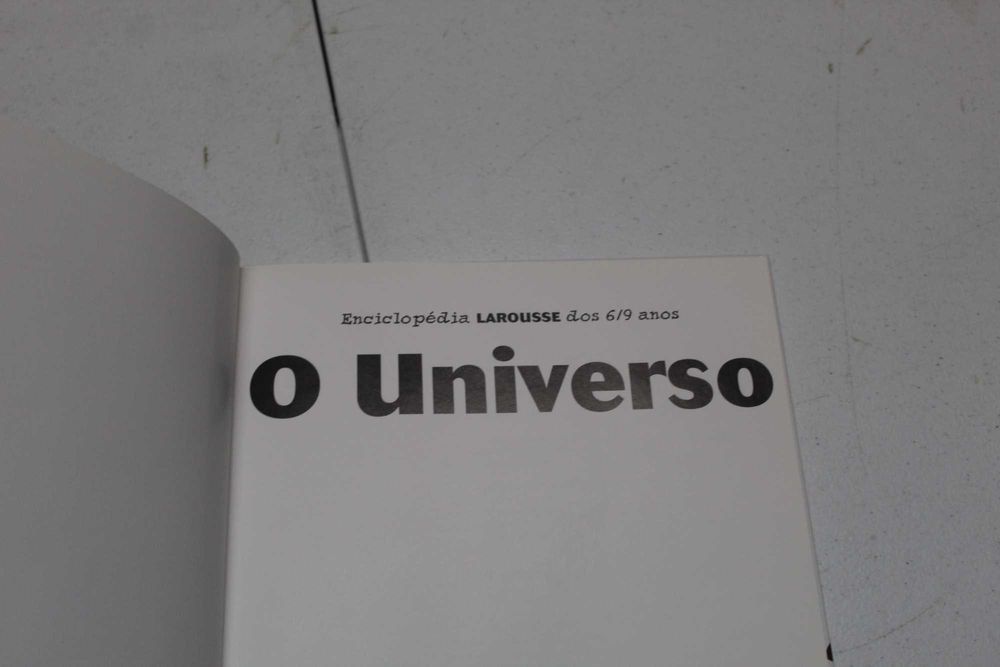 Enciclopédia LAROUSSE dos 6/9 anos
O Universo